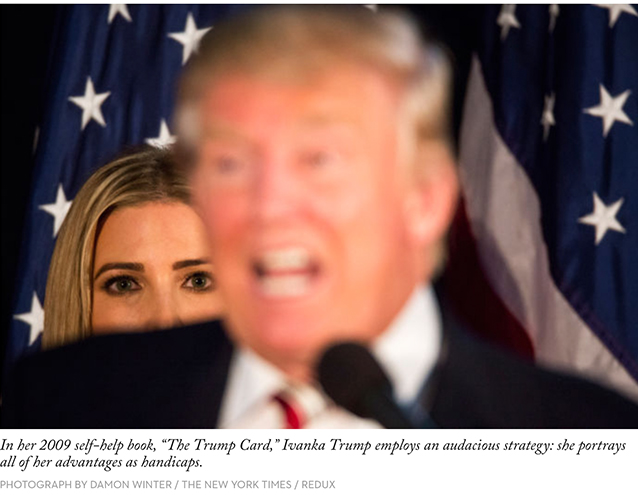 In her 2009 self-help book, “The Trump Card,” Ivanka Trump employs an audacious strategy: she portrays
all of her advantages as handicaps.
PHOTOGRAPH BY DAMON WINTER / THE NEW YORK TIMES / REDUX